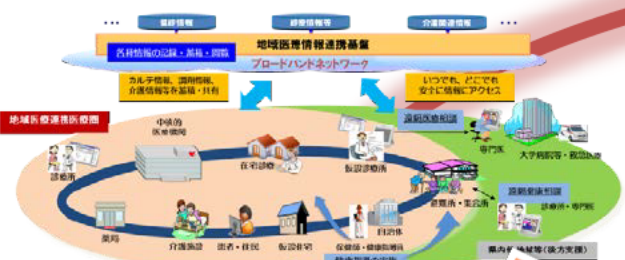 健診情報
診療情報等
介護関連情報
地域医療情報連携基盤
各種情報の記録・蓄積・閲覧
ブロードバンドネットワーク
カルテ情報、調剤情報、
介護情報等を蓄積・共有
いつでも、どこでも
安全に情報にアクセス
地域医療連携医療圏
中核的
医療機関
遠隔医療相談
専門医
大学病院等・救急医療
在宅診療
仮設診療所
診療所
避難所・集会所
遠隔健康相談
診療所・専門医
薬局
介護施設
患者・住民
仮設住宅
保健師・健康指導員
自治体